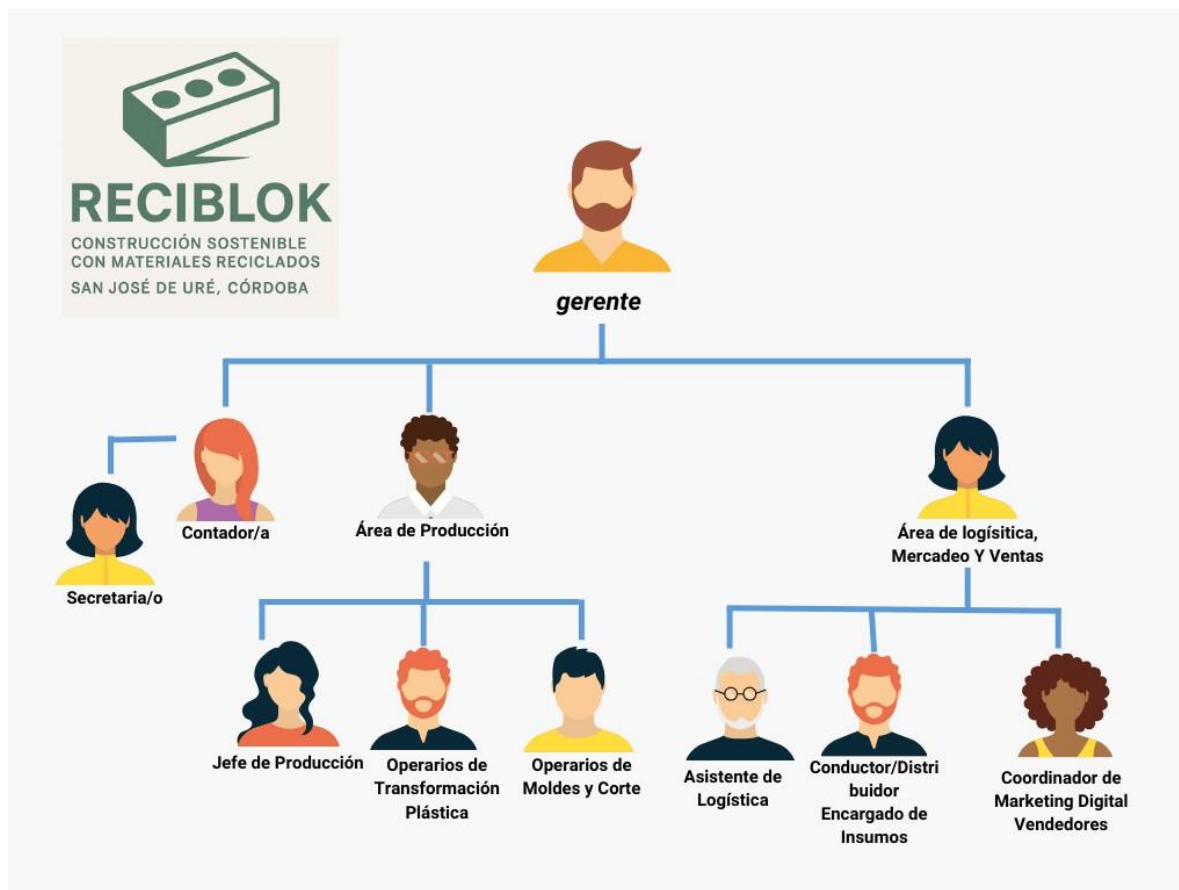 RECIBLOK
CONSTRUCCIÓN SOSTENIBLE
CON MATERIALES RECICLADOS
SAN JOSÉ DE URÉ, CÓRDOBA
gerente
Contador/a
Secretaria/o
Área de Producción
Área de logísitica,
Mercadeo Y Ventas
Jefe de Producción
Operarios de
Transformación
Plástica
Operarios de
Moldes y Corte
Asistente de
Logística
Conductor/Distri
buidor
Encargado de
Insumos
Coordinador de
Marketing Digital
Vendedores